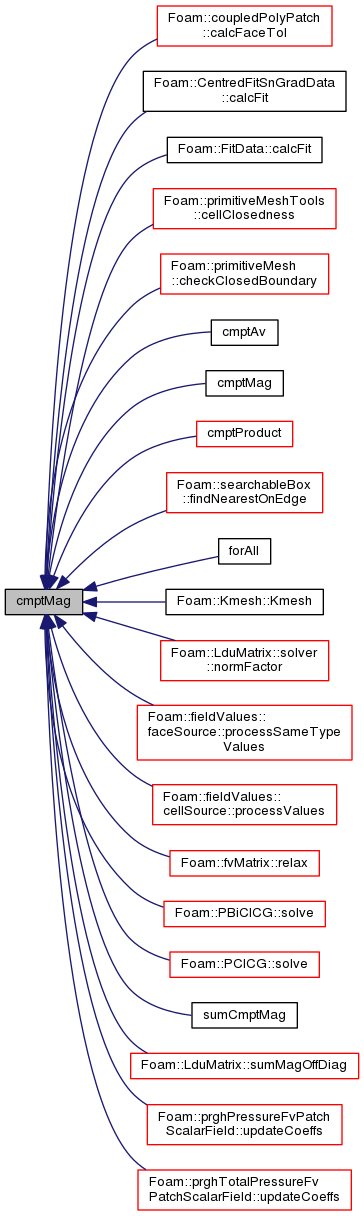 Foam::coupledPolyPatch
::calcFaceTol
Foam::CentredFitSnGradData
::calcFit
Foam::FitData::calcFit
Foam::primitiveMeshTools
::cellClosedness
Foam::primitiveMesh
::checkClosedBoundary
cmptAv
cmptMag
cmptProduct
Foam::searchableBox
::findNearestOnEdge
forAll
cmptMag
Foam::Kmesh::Kmesh
Foam::LduMatrix::solver
::normFactor
Foam::fieldValues::
faceSource::processSameType
Values
Foam::fieldValues::
cellSource::processValues
Foam::fvMatrix::relax
Foam::PBiCICG::solve
Foam::PCICG::solve
sumCmptMag
Foam::LduMatrix::sumMagOffDiag
Foam::prghPressureFvPatch
ScalarField::updateCoeffs
Foam::prghTotalPressureFv
PatchScalarField::updateCoeffs